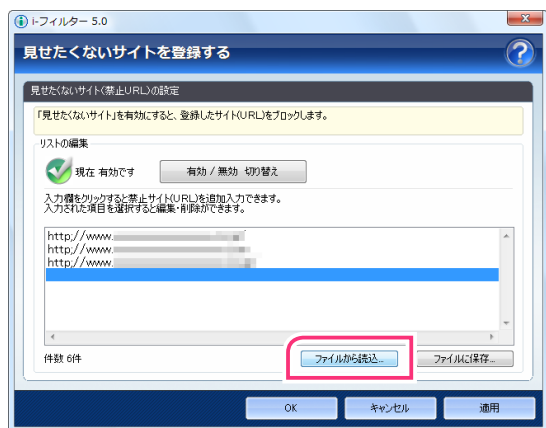 i-フィルター 5.0
見せたくないサイトを登録する
見せたくないサイト(禁止URL)の設定
「見せたくないサイト」を有効にすると、登録したサイト(URL)をブロックします。
リストの編集
現在 有効です
有効 / 無効 切り替え
入力欄をクリックすると禁止サイト(URL)を追加入力できます。
入力された項目を選択すると編集・削除ができます。
http://www.
http://www.
http://www.
件数 6件
ファイルから読込...
ファイルに保存...
OK
キャンセル
適用